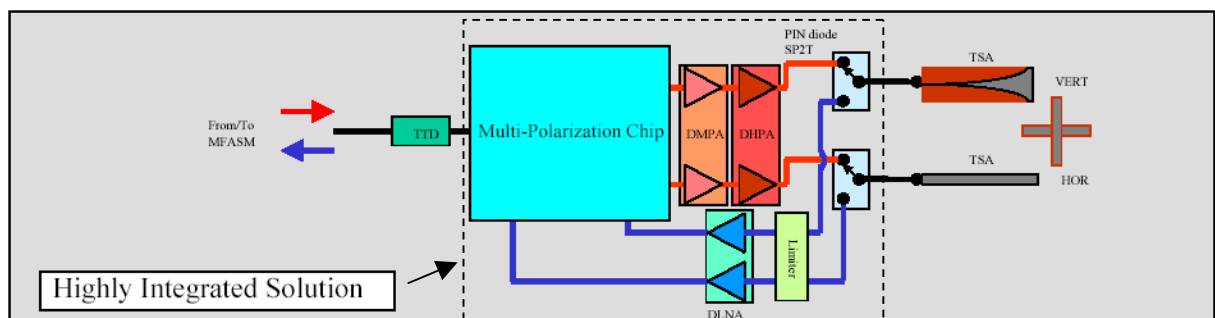 PIN diode
SP2T
TSA
VERT
From/To
MFASM
TTD
Multi-Polarization Chip
DMPA
DHPA
TSA
HOR
Limiter
DLNA
Highly Integrated Solution